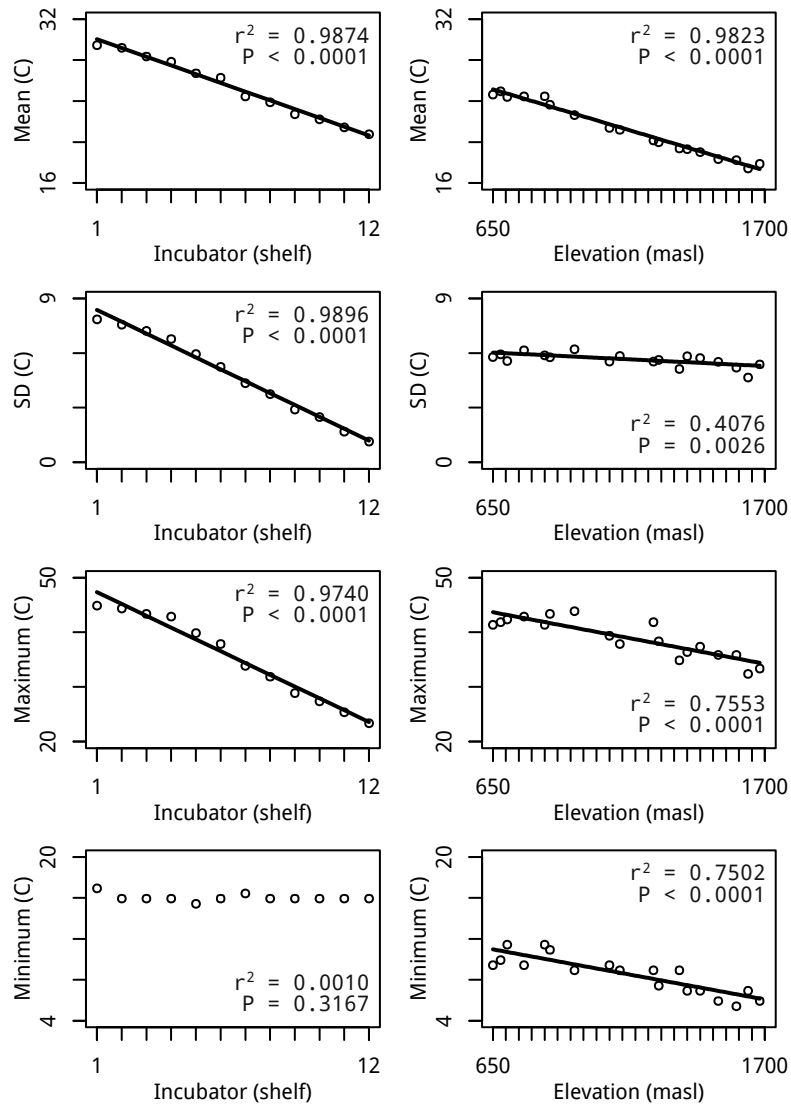 32
Mean (C)
16
r² = 0.9874
P < 0.0001
1
12
Incubator (shelf)
32
Mean (C)
16
r² = 0.9823
P < 0.0001
650
1700
Elevation (masl)
9
SD (C)
0
r² = 0.9896
P < 0.0001
1
12
Incubator (shelf)
9
SD (C)
0
r² = 0.4076
P = 0.0026
650
1700
Elevation (masl)
50
Maximum (C)
20
r² = 0.9740
P < 0.0001
1
12
Incubator (shelf)
50
Maximum (C)
20
r² = 0.7553
P < 0.0001
650
1700
Elevation (masl)
20
Minimum (C)
4
r² = 0.0010
P = 0.3167
1
12
Incubator (shelf)
20
Minimum (C)
4
r² = 0.7502
P < 0.0001
650
1700
Elevation (masl)